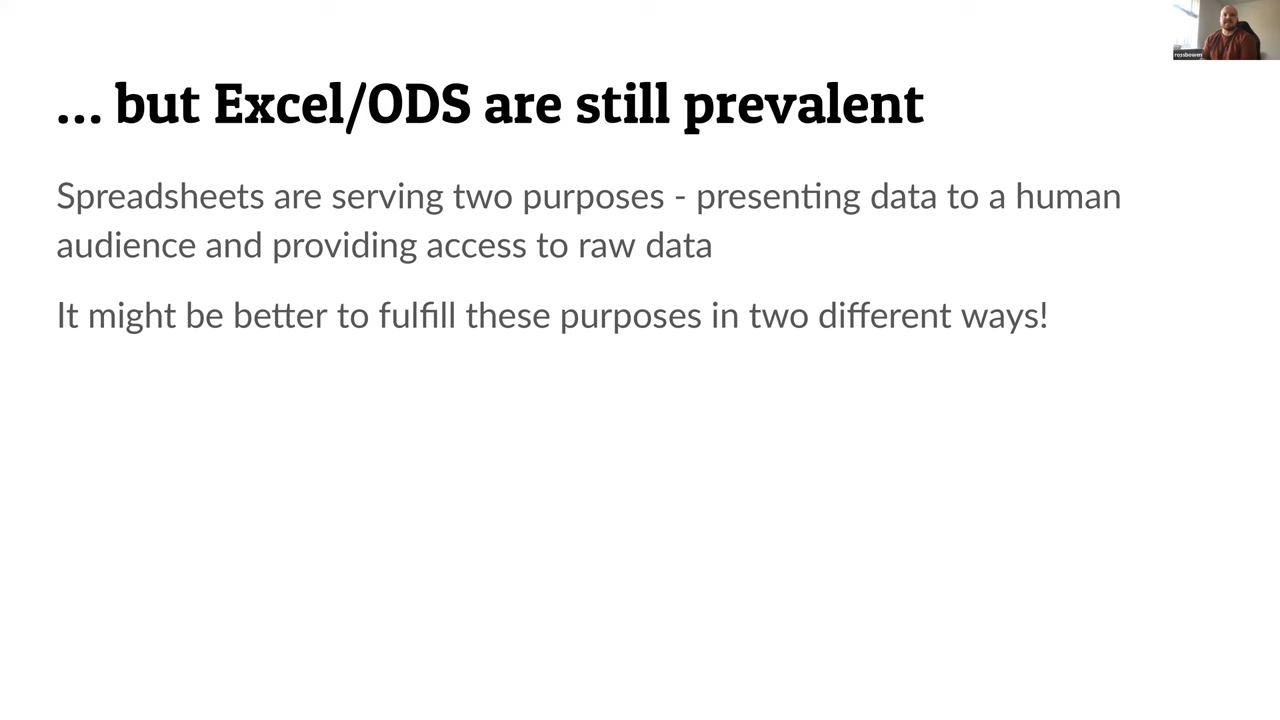 ... but Excel/ODS are still prevalent
Spreadsheets are serving two purposes - presenting data to a human
audience and providing access to raw data
It might be better to fulfill these purposes in two different ways!
rossbowen